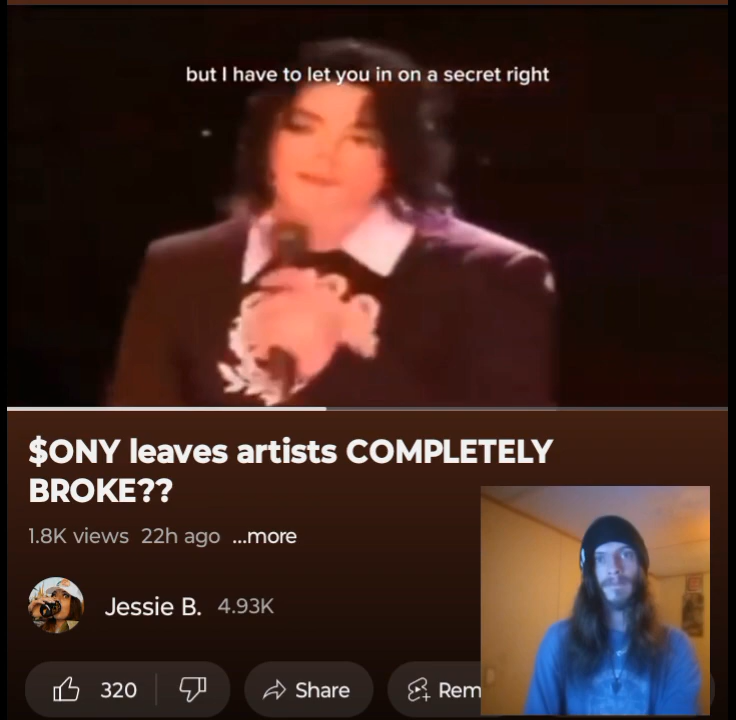 but I have to let you in on a secret right
$ONY leaves artists COMPLETELY
BROKE??
1.8K views 22h ago ...more
Jessie B. 4.93K
320 Share Rem